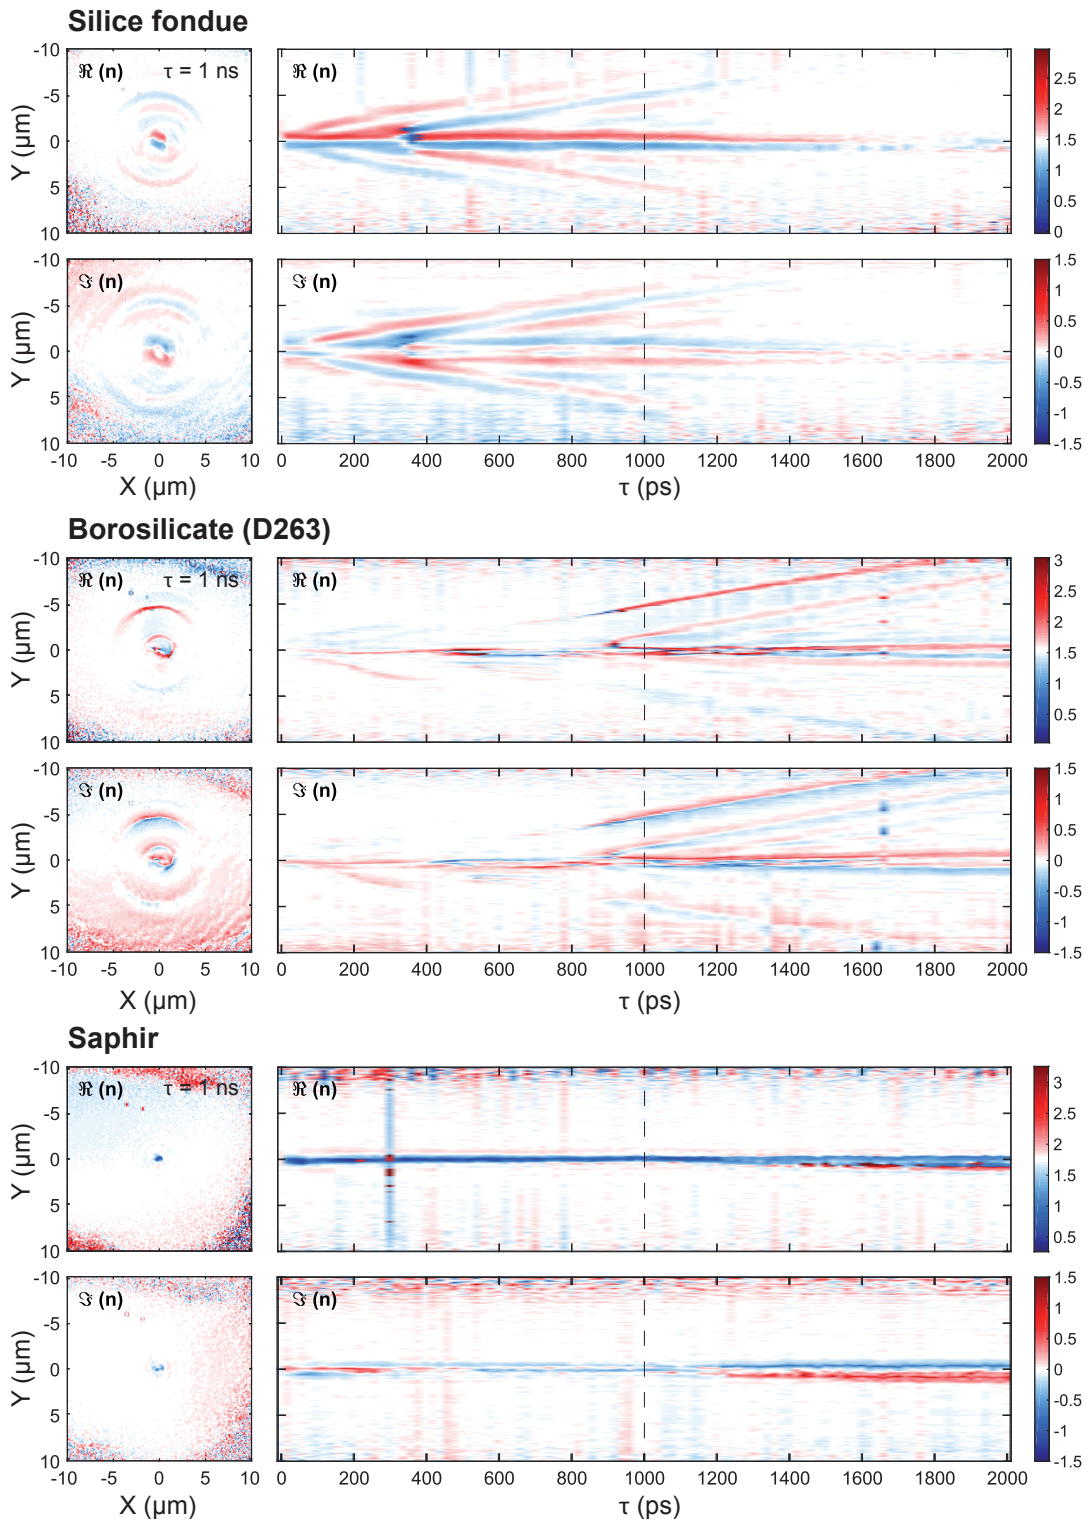 Silice fondue
ℜ (n) τ = 1 ns
ℜ (n)
Y (µm)
-10
-5
0
5
10
2.5
2
1.5
1
0.5
0
ℑ (n)
ℑ (n)
Y (µm)
-10
-5
0
5
10
1.5
1
0.5
0
-0.5
-1
-1.5
-10 -5 0 5 10
0 200 400 600 800 1000 1200 1400 1600 1800 2000
X (µm)
τ (ps)
Borosilicate (D263)
ℜ (n) τ = 1 ns
ℜ (n)
Y (µm)
-10
-5
0
5
10
3
2.5
2
1.5
1
0.5
ℑ (n)
ℑ (n)
Y (µm)
-10
-5
0
5
10
1.5
1
0.5
0
-0.5
-1
-1.5
-10 -5 0 5 10
0 200 400 600 800 1000 1200 1400 1600 1800 2000
X (µm)
τ (ps)
Saphir
ℜ (n) τ = 1 ns
ℜ (n)
Y (µm)
-10
-5
0
5
10
3
2.5
2
1.5
1
0.5
ℑ (n)
ℑ (n)
Y (µm)
-10
-5
0
5
10
1.5
1
0.5
0
-0.5
-1
-1.5
-10 -5 0 5 10
0 200 400 600 800 1000 1200 1400 1600 1800 2000
X (µm)
τ (ps)